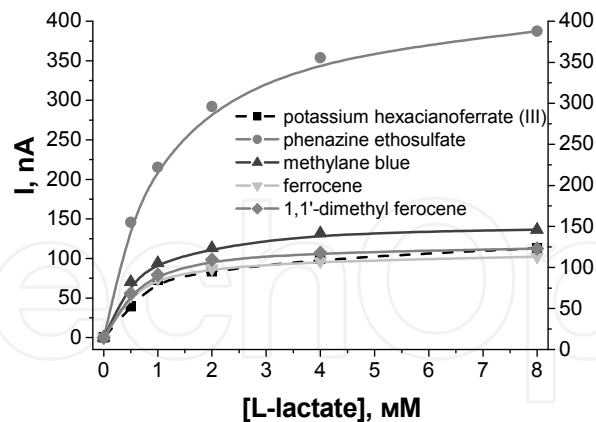 400
350
300
250
200
150
100
50
0
I, nA
400
350
300
250
200
150
100
50
0
potassium hexacianoferrate (III)
phenazine ethosulfate
methylane blue
ferrocene
1,1'-dimethyl ferocene
0 1 2 3 4 5 6 7 8
[L-lactate], мM
echOp